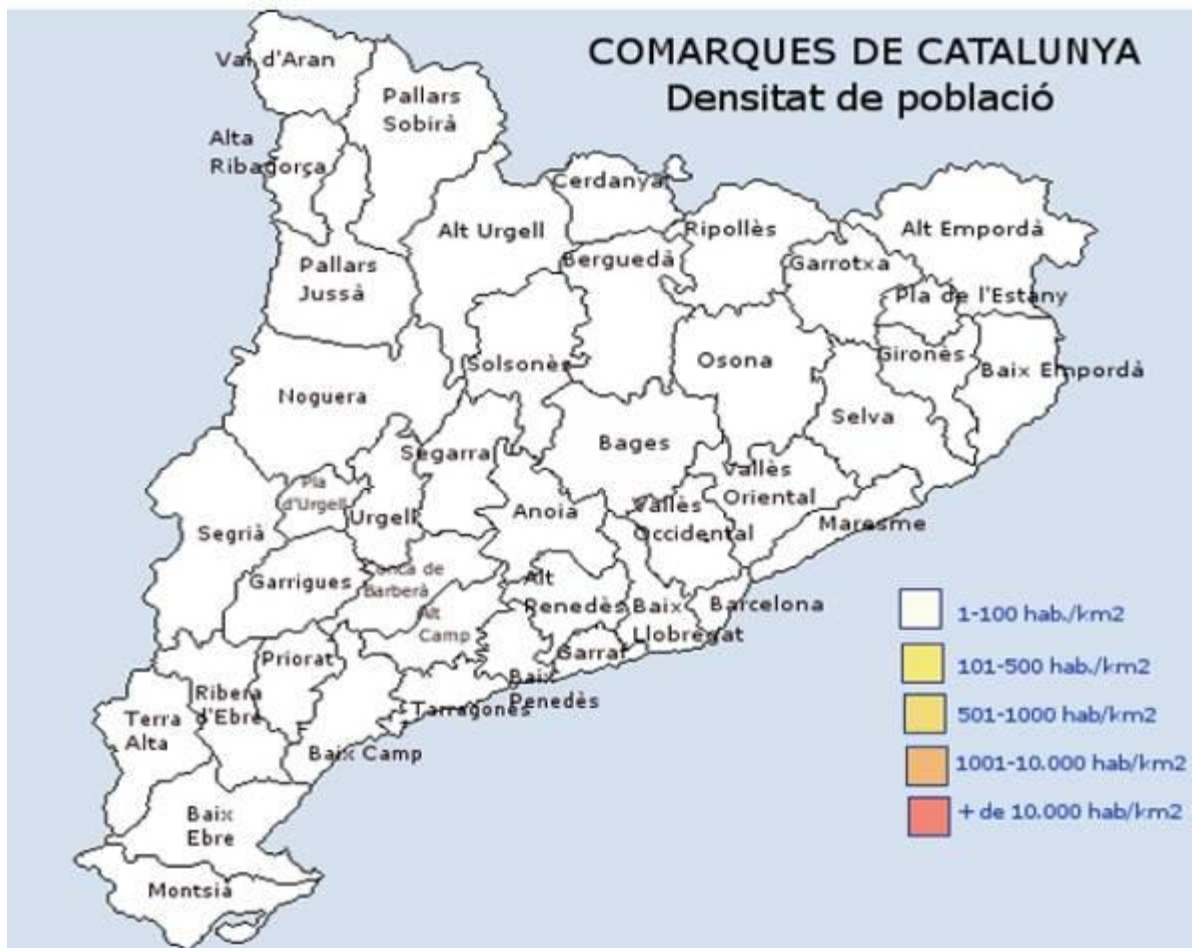 COMARQUES DE CATALUNYA
Densitat de població
Val d'Aran
Pallars
Sobirà
Alta
Ribagorça
Cerdanya
Alt Urgell
Ripollès
Alt Empordà
Berguedà
Garrotxa
Pallars
Jussà
Pla de l'Estany
Solsonès
Osona
Gironès
Baix Empordà
Noguera
Selva
Segarra
Bages
Vallès
Oriental
Pla
d'Urgell
Urgell
Anoia
Vallès
Occidental
Maresme
Segrià
Garrigues
Conca de
Barberà
Alt
Penedès
Baix
Llobregat
Barcelona
Alt
Camp
Priorat
Garraf
Baix
Penedès
Ribera
d'Ebre
Tarragonès
Terra
Alta
Baix Camp
Baix
Ebre
Montsià
1-100 hab./km2
101-500 hab./km2
501-1000 hab/km2
1001-10.000 hab/km2
+ de 10.000 hab/km2